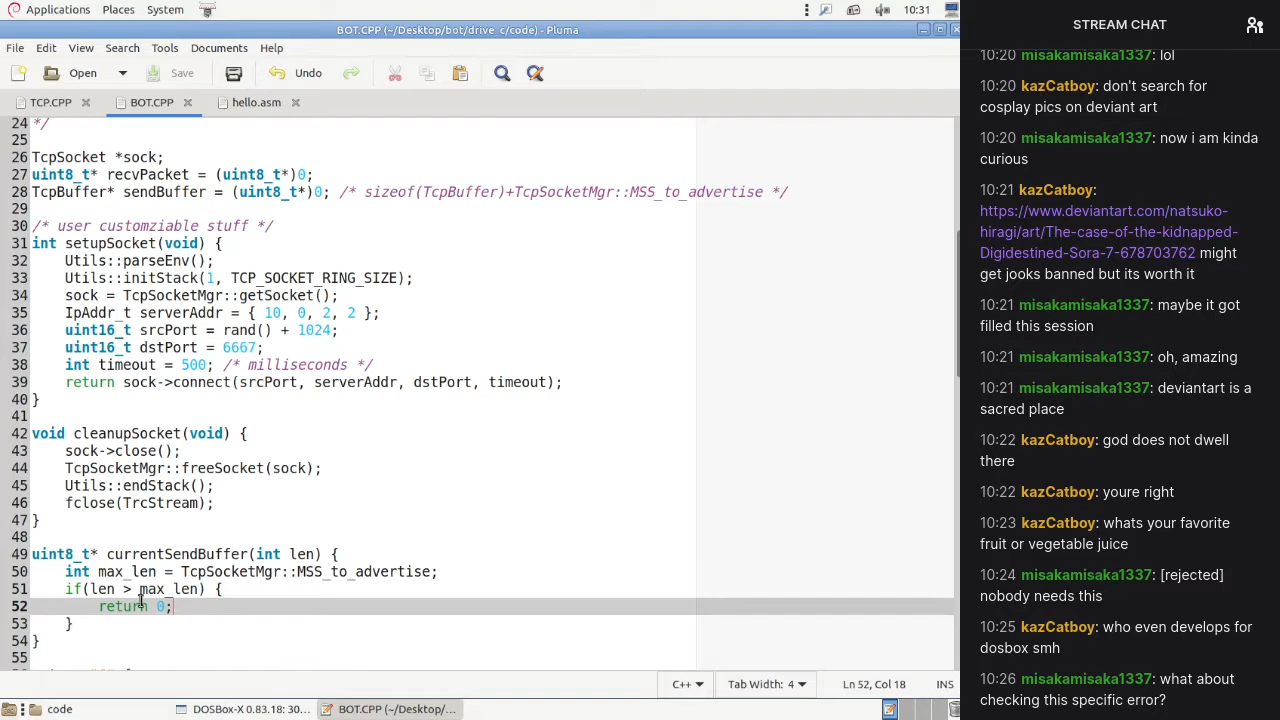 Applications Places System 10:31
BOT.CPP (~/Desktop/bot/drive_c/code) - Pluma
File Edit View Search Tools Documents Help
Open Save Undo
TCP.CPP BOT.CPP hello.asm
24 */
25
26 TcpSocket *sock;
27 uint8_t* recvPacket = (uint8_t*)0;
28 TcpBuffer* sendBuffer = (uint8_t*)0; /* sizeof(TcpBuffer)+TcpSocketMgr::MSS_to_advertise */
29
30 /* user customziable stuff */
31 int setupSocket(void) {
32 Utils::parseEnv();
33 Utils::initStack(1, TCP_SOCKET_RING_SIZE);
34 sock = TcpSocketMgr::getSocket();
35 IpAddr_t serverAddr = { 10, 0, 2, 2 };
36 uint16_t srcPort = rand() + 1024;
37 uint16_t dstPort = 6667;
38 int timeout = 500; /* milliseconds */
39 return sock->connect(srcPort, serverAddr, dstPort, timeout);
40 }
41
42 void cleanupSocket(void) {
43 sock->close();
44 TcpSocketMgr::freeSocket(sock);
45 Utils::endStack();
46 fclose(TrcStream);
47 }
48
49 uint8_t* currentSendBuffer(int len) {
50 int max_len = TcpSocketMgr::MSS_to_advertise;
51 if(len > max_len) {
52 return 0;
53 }
54 }
55
C++ Tab Width: 4 Ln 52, Col 18 INS
code DOSBox-X 0.83.18: 30... BOT.CPP (~/Desktop/...
STREAM CHAT
10:20 misakamisaka1337: lol
10:20 kazCatboy: don't search for
cosplay pics on deviant art
10:20 misakamisaka1337: now i am kinda
curious
10:21 kazCatboy:
https://www.deviantart.com/natsuko-
hiragi/art/The-case-of-the-kidnapped-
Digidestined-Sora-7-678703762 might
get jooks banned but its worth it
10:21 misakamisaka1337: maybe it got
filled this session
10:21 misakamisaka1337: oh, amazing
10:21 misakamisaka1337: deviantart is a
sacred place
10:22 kazCatboy: god does not dwell
there
10:22 kazCatboy: youre right
10:23 kazCatboy: whats your favorite
fruit or vegetable juice
10:24 misakamisaka1337: [rejected]
nobody needs this
10:25 kazCatboy: who even develops for
dosbox smh
10:26 misakamisaka1337: what about
checking this specific error?